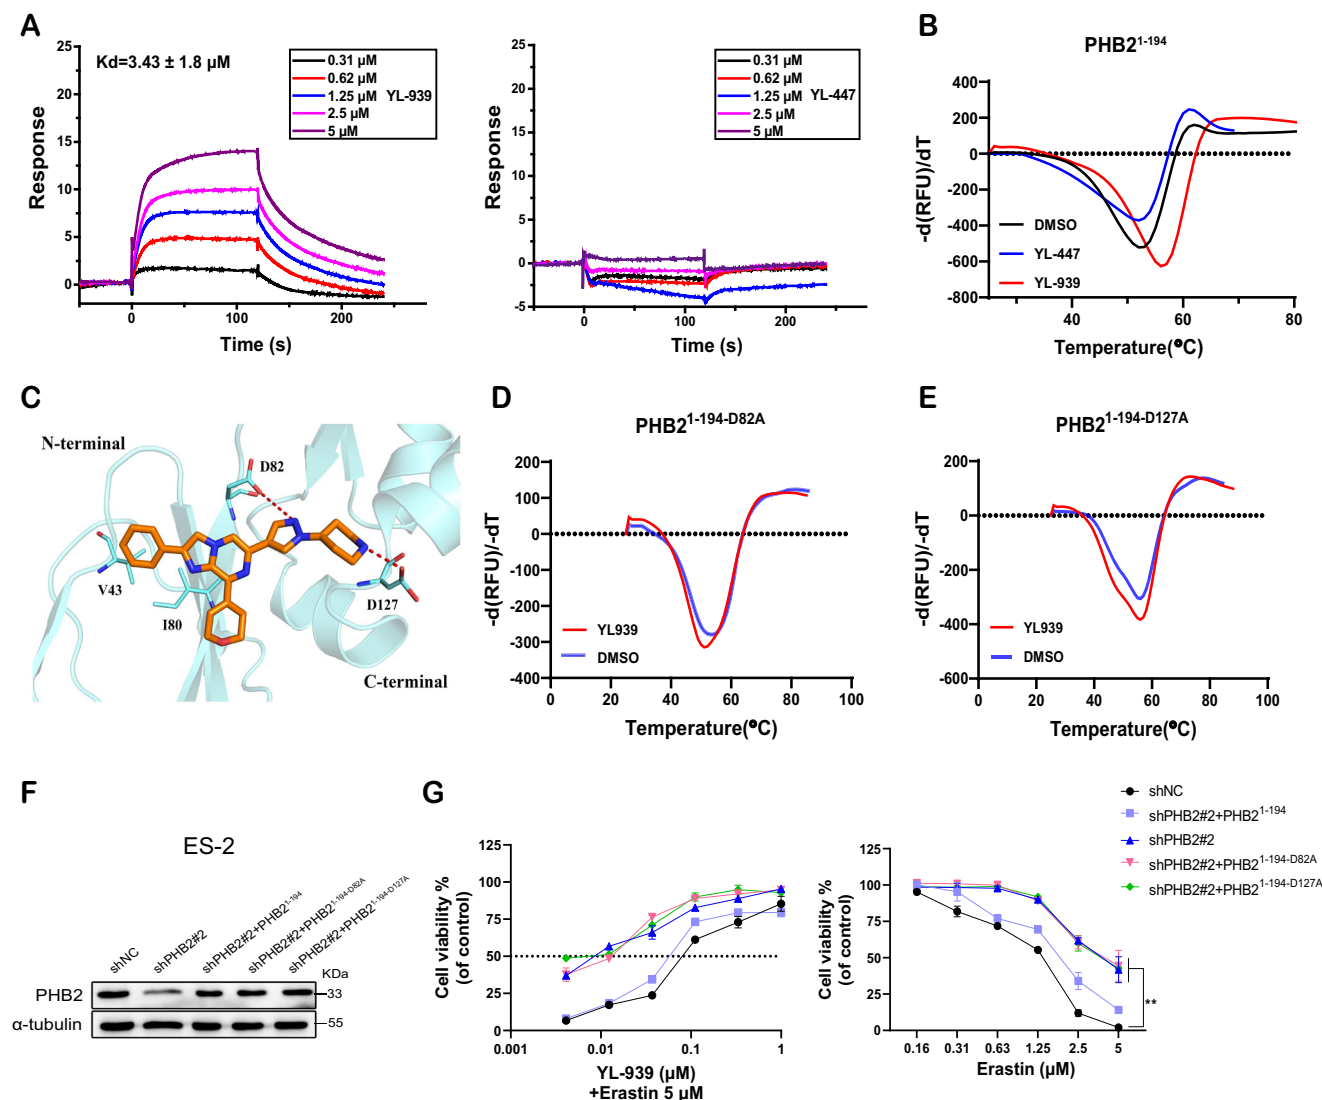 A
25
20
15
10
5
0
Response
Kd=3.43 ± 1.8 μM
0.31 μM
0.62 μM
1.25 μM YL-939
2.5 μM
5 μM
0
100
200
Time (s)
25
20
15
10
5
0
-5
Response
0.31 μM
0.62 μM
1.25 μM YL-447
2.5 μM
5 μM
0
100
200
Time (s)
B
PHB2¹⁻¹⁹⁴
400
200
0
-200
-400
-600
-800
-d(RFU)/dT
DMSO
YL-447
YL-939
40
60
80
Temperature(°C)
C
N-terminal
D82
V43
I80
D127
C-terminal
D
PHB2¹⁻¹⁹⁴⁻ᴰ⁸²ᴬ
200
100
0
-100
-200
-300
-400
-d(RFU)/-dT
YL939
DMSO
0
20
40
60
80
100
Temperature(°C)
E
PHB2¹⁻¹⁹⁴⁻ᴰ¹²⁷ᴬ
200
0
-200
-400
-600
-d(RFU)/-dT
YL939
DMSO
0
20
40
60
80
100
Temperature(°C)
F
ES-2
shNC
shPHB2#2
shPHB2#2+PHB2¹⁻¹⁹⁴
shPHB2#2+PHB2¹⁻¹⁹⁴⁻ᴰ⁸²ᴬ
shPHB2#2+PHB2¹⁻¹⁹⁴⁻ᴰ¹²⁷ᴬ
KDa
PHB2
33
α-tubulin
55
G
125
100
75
50
25
0
Cell viability %
(of control)
0.001
0.01
0.1
1
YL-939 (μM)
+Erastin 5 μM
125
100
75
50
25
0
Cell viability %
(of control)
0.16
0.31
0.63
1.25
2.5
5
Erastin (μM)
**
shNC
shPHB2#2+PHB2¹⁻¹⁹⁴
shPHB2#2
shPHB2#2+PHB2¹⁻¹⁹⁴⁻ᴰ⁸²ᴬ
shPHB2#2+PHB2¹⁻¹⁹⁴⁻ᴰ¹²⁷ᴬ